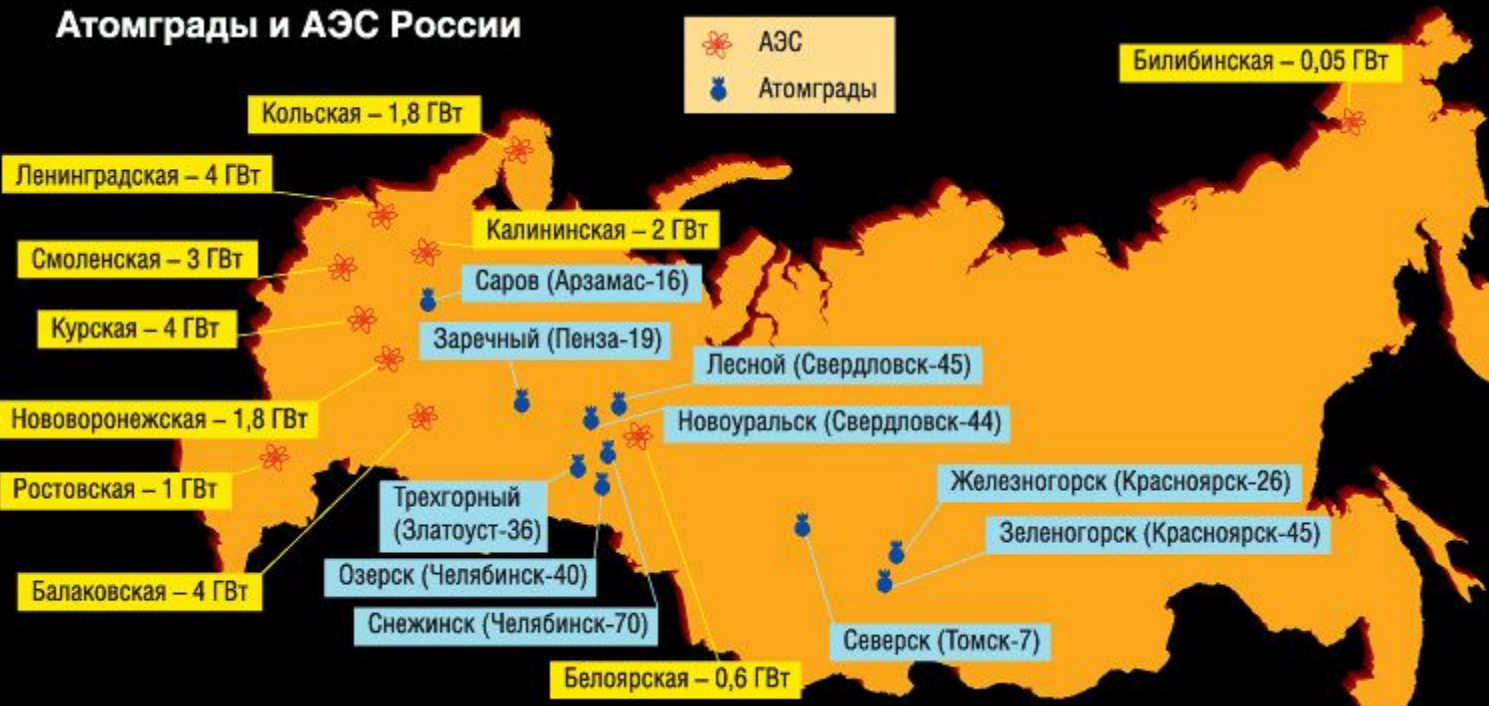 Атомграды и АЭС России
АЭС
Атомграды
Билибинская – 0,05 ГВт
Кольская – 1,8 ГВт
Ленинградская – 4 ГВт
Калининская – 2 ГВт
Смоленская – 3 ГВт
Саров (Арзамас-16)
Курская – 4 ГВт
Заречный (Пенза-19)
Лесной (Свердловск-45)
Нововоронежская – 1,8 ГВт
Новоуральск (Свердловск-44)
Ростовская – 1 ГВт
Трехгорный
(Златоуст-36)
Железногорск (Красноярск-26)
Зеленогорск (Красноярск-45)
Озерск (Челябинск-40)
Балаковская – 4 ГВт
Снежинск (Челябинск-70)
Северск (Томск-7)
Белоярская – 0,6 ГВт